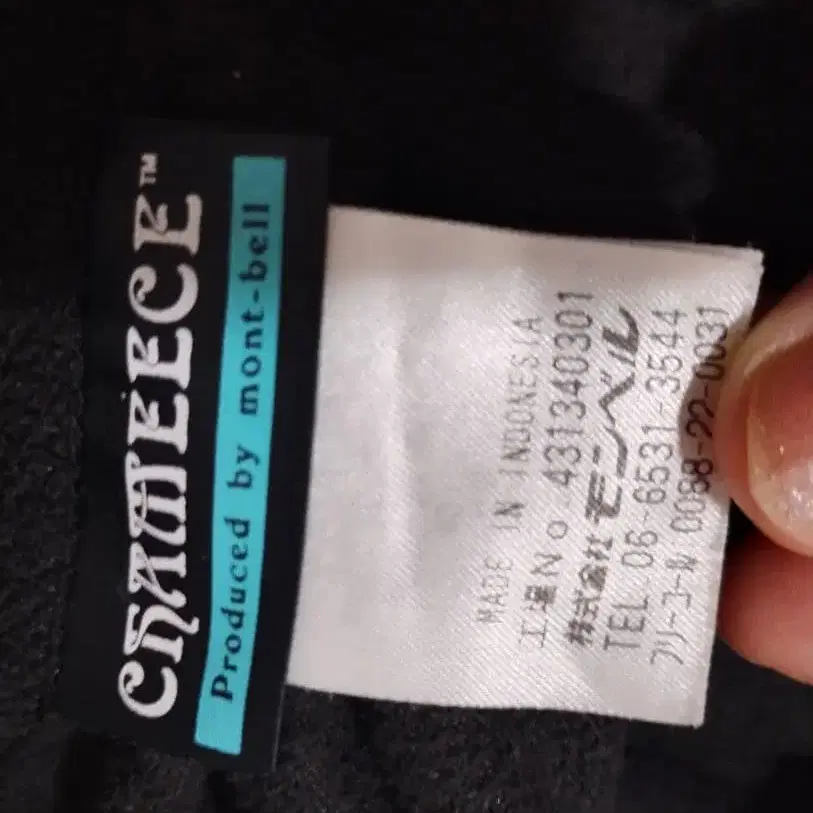 CHAMEECE™
Produced by mont-bell
MADE IN INDONESIA
工場No.431340301
株式会社モンベル
TEL.06-6531-3544
フリーコール 0088-22-0031